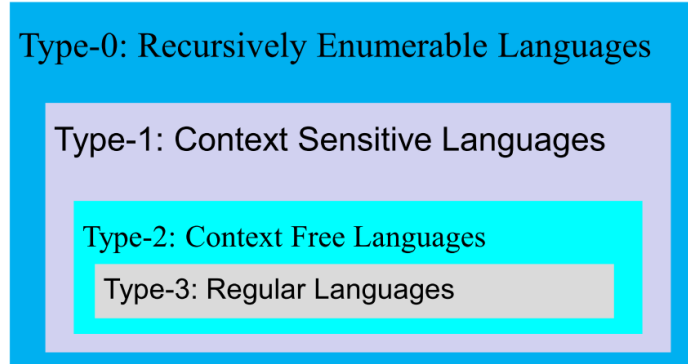 Type-0: Recursively Enumerable Languages
Type-1: Context Sensitive Languages
Type-2: Context Free Languages
Type-3: Regular Languages